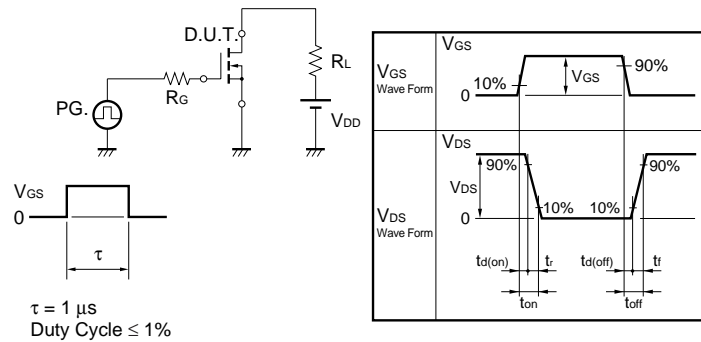 D.U.T.
RL
RG
PG.
VDD
VGS
0
τ
τ = 1 μs
Duty Cycle ≤ 1%
VGS
Wave Form
VGS
10%
0
VGS
90%
VDS
Wave Form
VDS
90%
VDS
0
10%
10%
90%
td(on)
tr
td(off)
tf
ton
toff